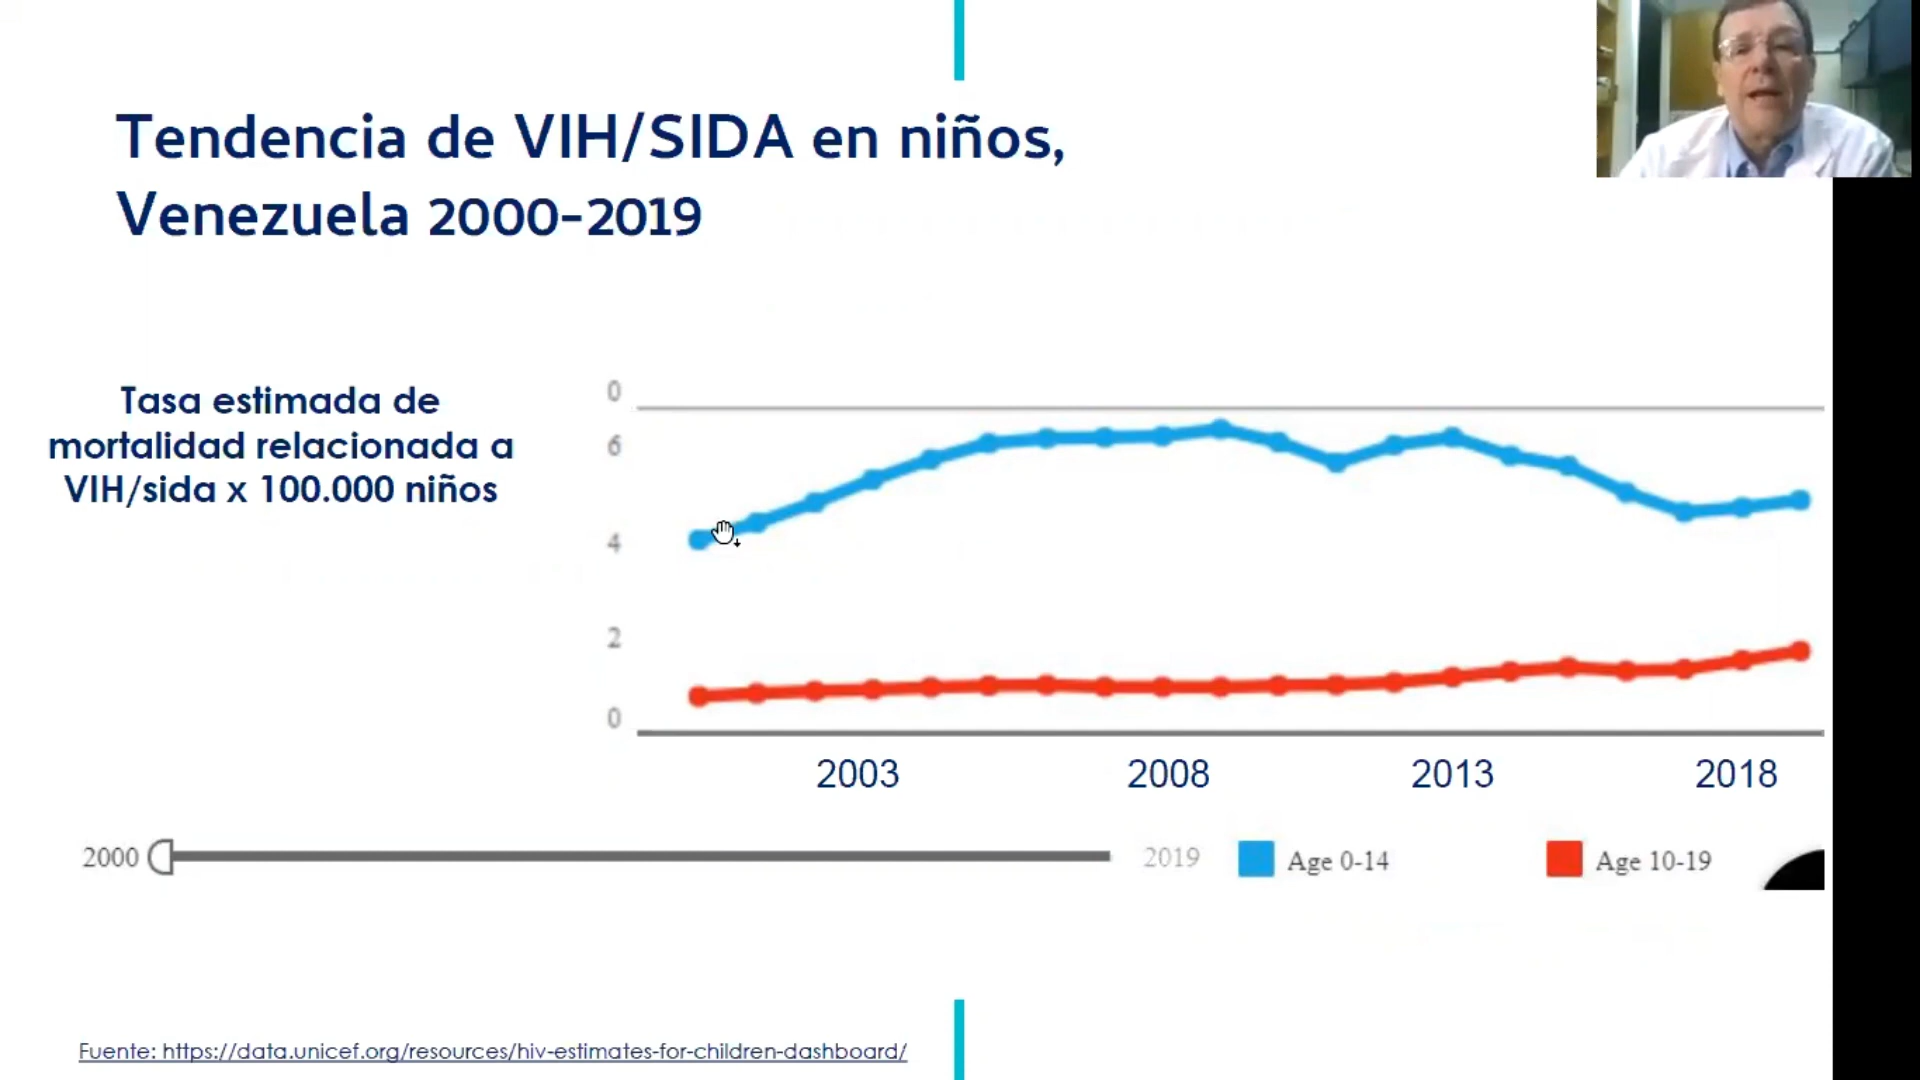 Tendencia de VIH/SIDA en niños,
Venezuela 2000-2019
Tasa estimada de
mortalidad relacionada a
VIH/sida x 100.000 niños
0
6
4
2
0
2003 2008 2013 2018
2000 2019 Age 0-14 Age 10-19
Fuente: https://data.unicef.org/resources/hiv-estimates-for-children-dashboard/